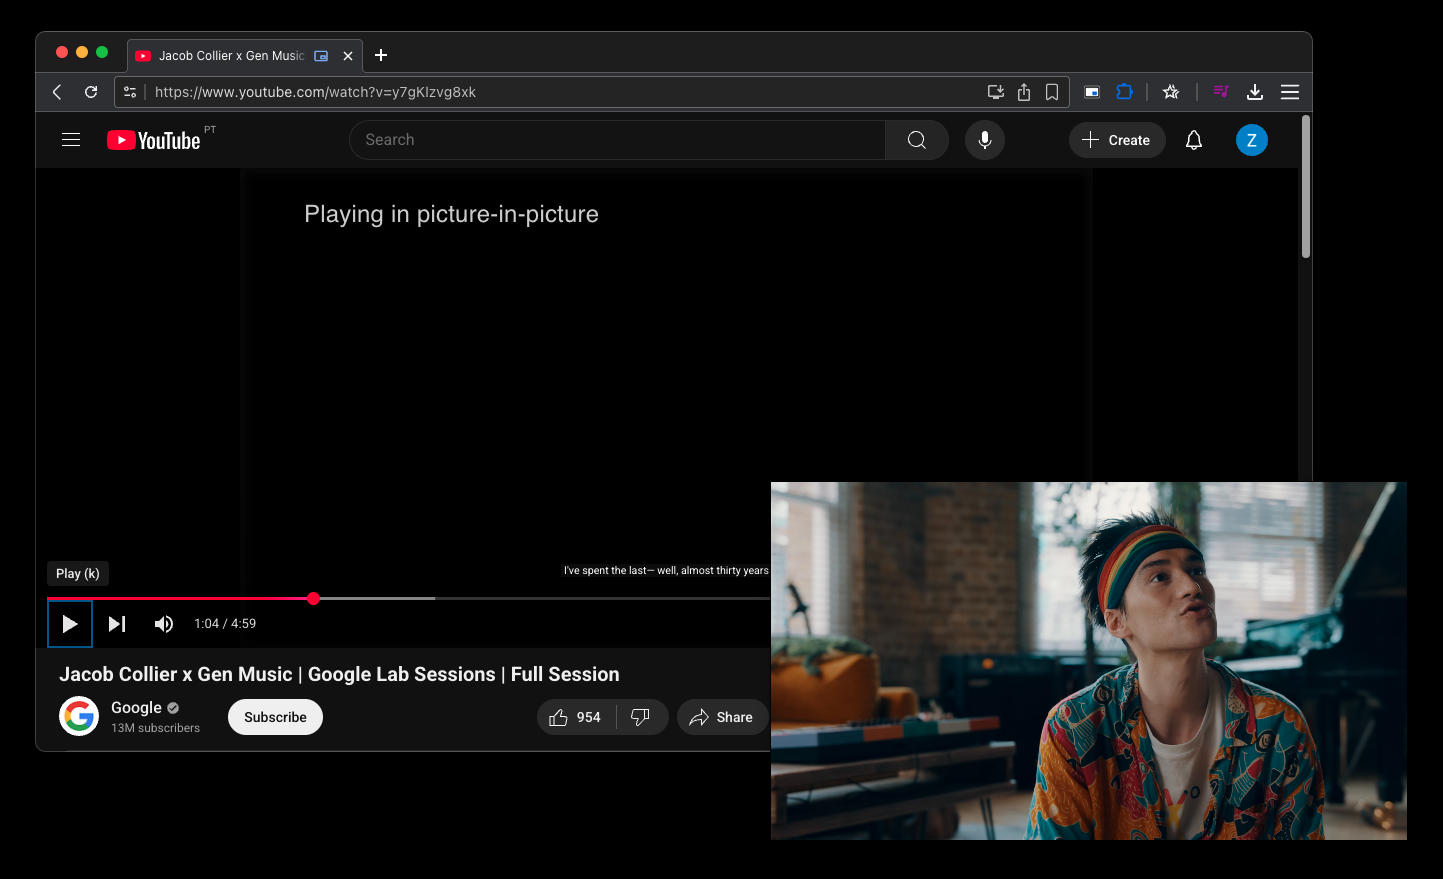 Jacob Collier x Gen Music
https://www.youtube.com/watch?v=y7gKIzvg8xk
YouTube PT
Search
Create
Z
Playing in picture-in-picture
I've spent the last— well, almost thirty years
Play (k)
1:04 / 4:59
Jacob Collier x Gen Music | Google Lab Sessions | Full Session
Google
13M subscribers
Subscribe
954
Share